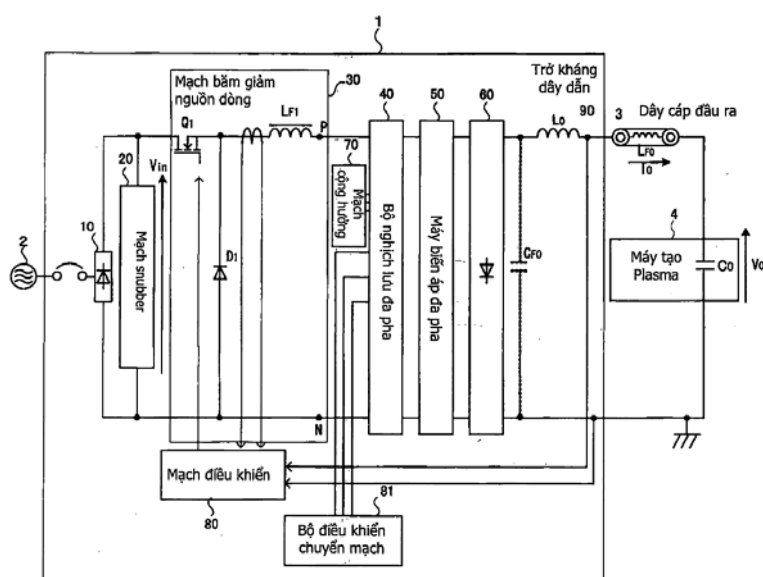 1
Mạch băm giảm
nguồn dòng
30
Trở kháng
dây dẫn
40
50
60
90
3
Dây cáp đầu ra
Q1
LF1
P
L0
LF0
I0
20
Vin
70
10
2
Mạch snubber
D1
Mạch
cộng hưởng
Bộ nghịch lưu đa pha
Máy biến áp đa pha
CF0
4
Máy tạo
Plasma
C0
V0
N
Mạch điều khiển
80
81
Bộ điều khiển
chuyển mạch